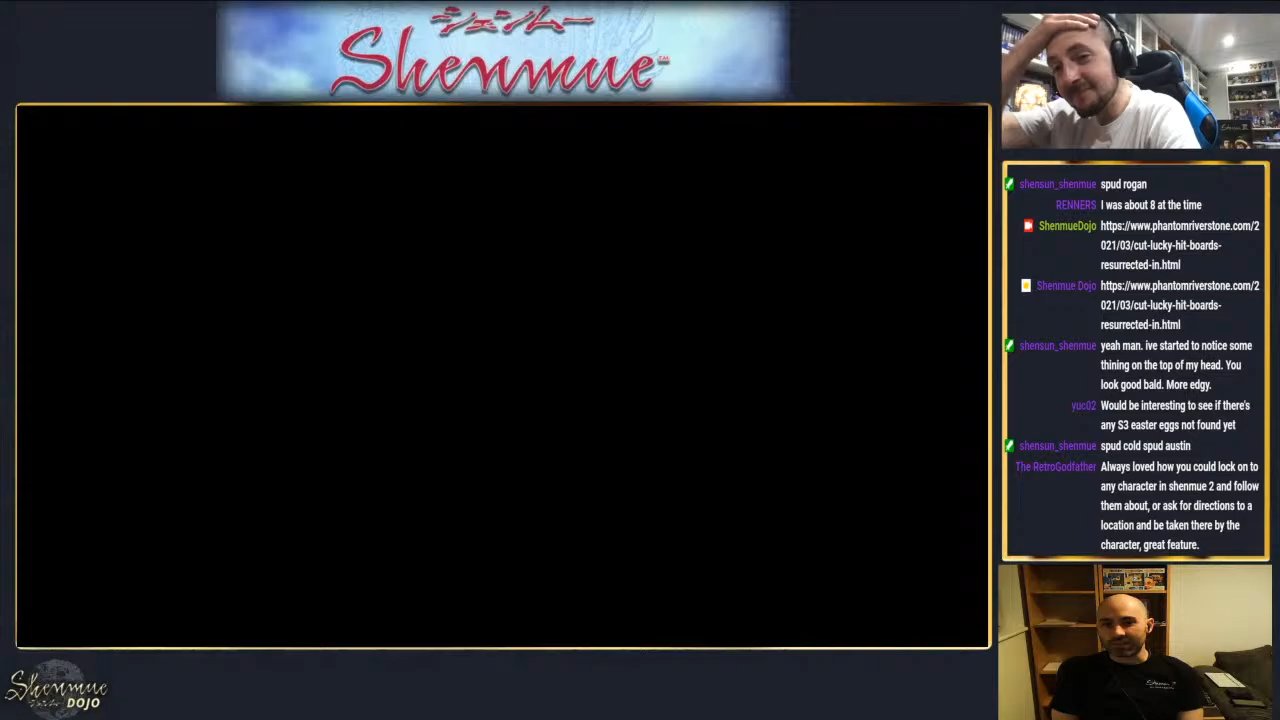 シェンムー
Shenmue
shensun_shenmue spud rogan
RENNERS I was about 8 at the time
ShenmueDojo https://www.phantomriverstone.com/2
021/03/cut-lucky-hit-boards-
resurrected-in.html
Shenmue Dojo https://www.phantomriverstone.com/2
021/03/cut-lucky-hit-boards-
resurrected-in.html
shensun_shenmue yeah man. ive started to notice some
thining on the top of my head. You
look good bald. More edgy.
yuc02 Would be interesting to see if there's
any S3 easter eggs not found yet
shensun_shenmue spud cold spud austin
The RetroGodfather Always loved how you could lock on to
any character in shenmue 2 and follow
them about, or ask for directions to a
location and be taken there by the
character, great feature.
Shenmue
DOJO